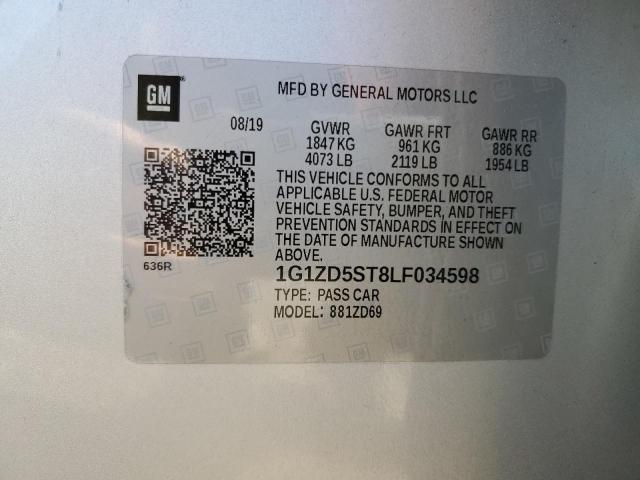 GM
MFD BY GENERAL MOTORS LLC
08/19 GVWR GAWR FRT GAWR RR
1847 KG 961 KG 886 KG
4073 LB 2119 LB 1954 LB
THIS VEHICLE CONFORMS TO ALL
APPLICABLE U.S. FEDERAL MOTOR
VEHICLE SAFETY, BUMPER, AND THEFT
PREVENTION STANDARDS IN EFFECT ON
THE DATE OF MANUFACTURE SHOWN
ABOVE.
636R
1G1ZD5ST8LF034598
TYPE: PASS CAR
MODEL: 881ZD69